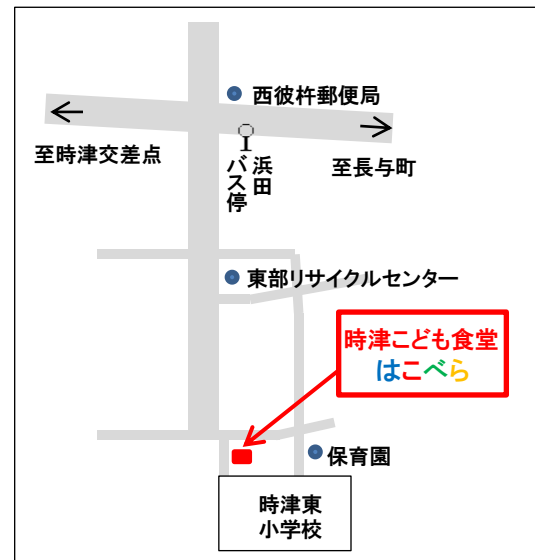 西彼杵郵便局
至時津交差点
浜田
バス停
至長与町
東部リサイクルセンター
時津こども食堂
はこべら
保育園
時津東
小学校